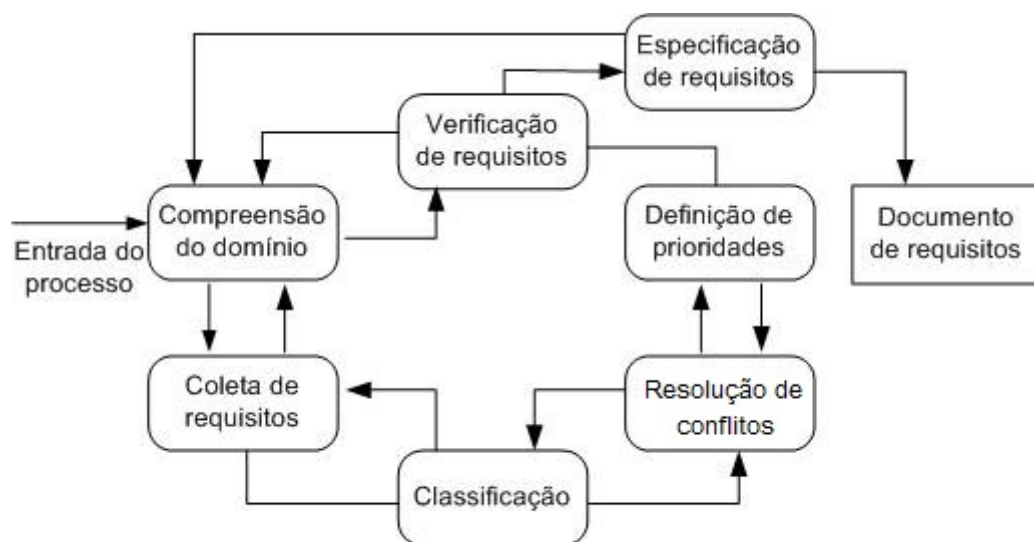 Especificação
de requisitos
Verificação
de requisitos
Compreensão
do domínio
Definição de
prioridades
Documento
de requisitos
Entrada do
processo
Coleta de
requisitos
Resolução de
conflitos
Classificação